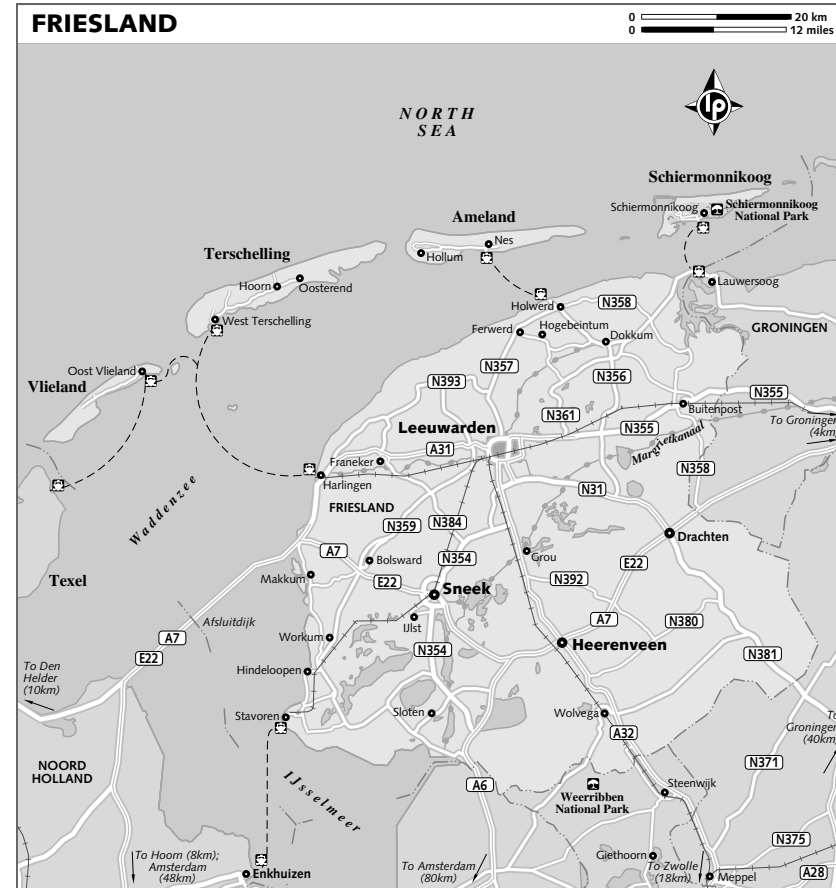 FRIESLAND
0 20 km
0 12 miles
NORTH
SEA
lp
Schiermonnikoog
Schiermonnikoog
Schiermonnikoog
National Park
Ameland
Nes
Hollum
Terschelling
Hoorn
Oosterend
West Terschelling
Lauwersoog
Holwerd
N358
Ferwerd
Hogebeintum
Dokkum
GRONINGEN
Oost Vlieland
Vlieland
N357
N356
N393
N355
Buitenpost
N361
To Groningen
(4km)
Leeuwarden
N355
Margrietkanaal
A31
Franeker
N358
Harlingen
Waddenzee
FRIESLAND
N31
N359
N384
Drachten
A7
N354
Bolsward
Grou
E22
Texel
Makkum
E22
N392
Sneek
Afsluitdijk
IJlst
A7
N380
A7
Workum
Heerenveen
E22
N354
N381
To Den
Helder
(10km)
Hindeloopen
Stavoren
Sloten
Wolvega
To
Groningen
(40km)
A32
NOORD
HOLLAND
N371
IJsselmeer
A6
Steenwijk
Weerribben
National Park
N375
To Hoorn (8km);
Amsterdam
(48km)
Enkhuizen
To Amsterdam
(80km)
Giethoorn
To Zwolle
(18km)
Meppel
A28